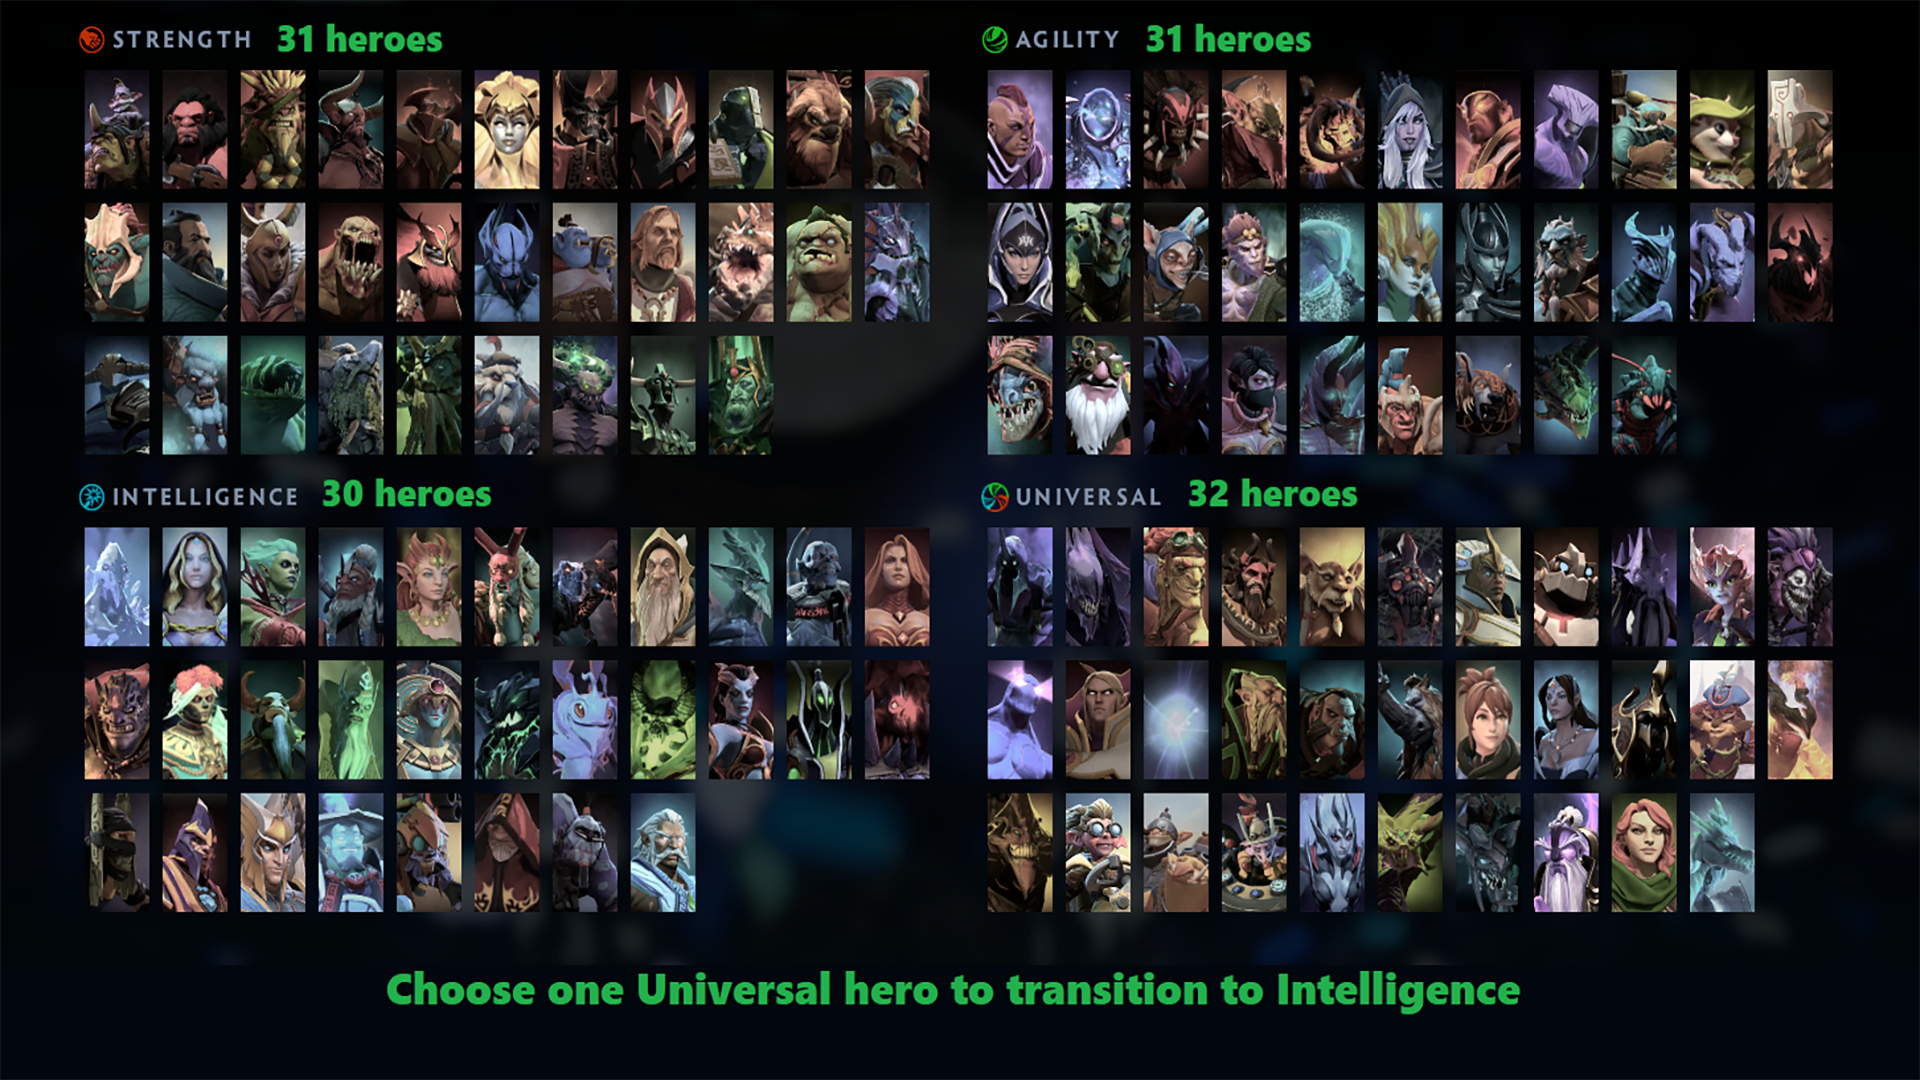 STRENGTH 31 heroes
AGILITY 31 heroes
INTELLIGENCE 30 heroes
UNIVERSAL 32 heroes
Choose one Universal hero to transition to Intelligence